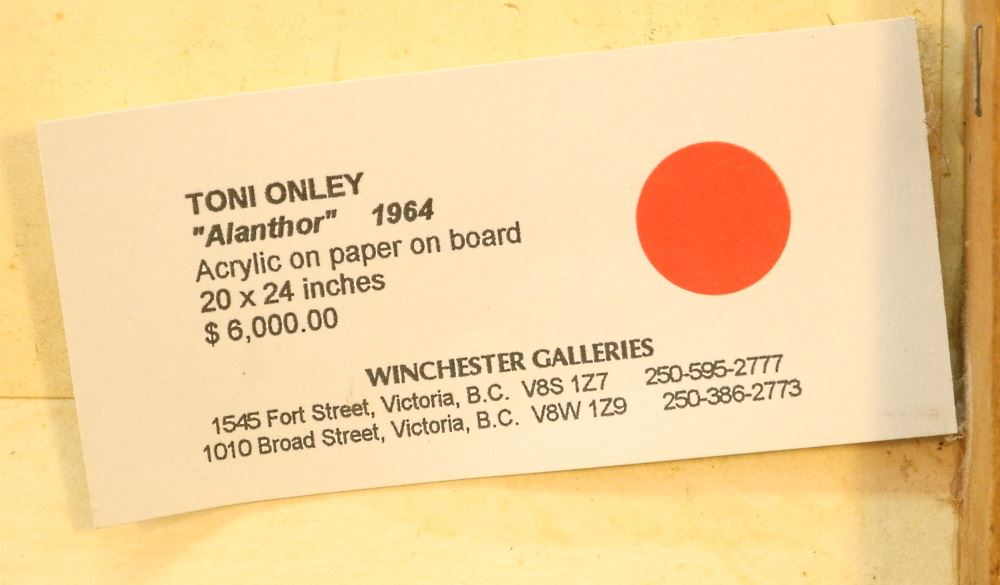 TONI ONLEY
"Alanthor" 1964
Acrylic on paper on board
20 x 24 inches
$ 6,000.00
WINCHESTER GALLERIES
1545 Fort Street, Victoria, B.C. V8S 1Z7 250-595-2777
1010 Broad Street, Victoria, B.C. V8W 1Z9 250-386-2773